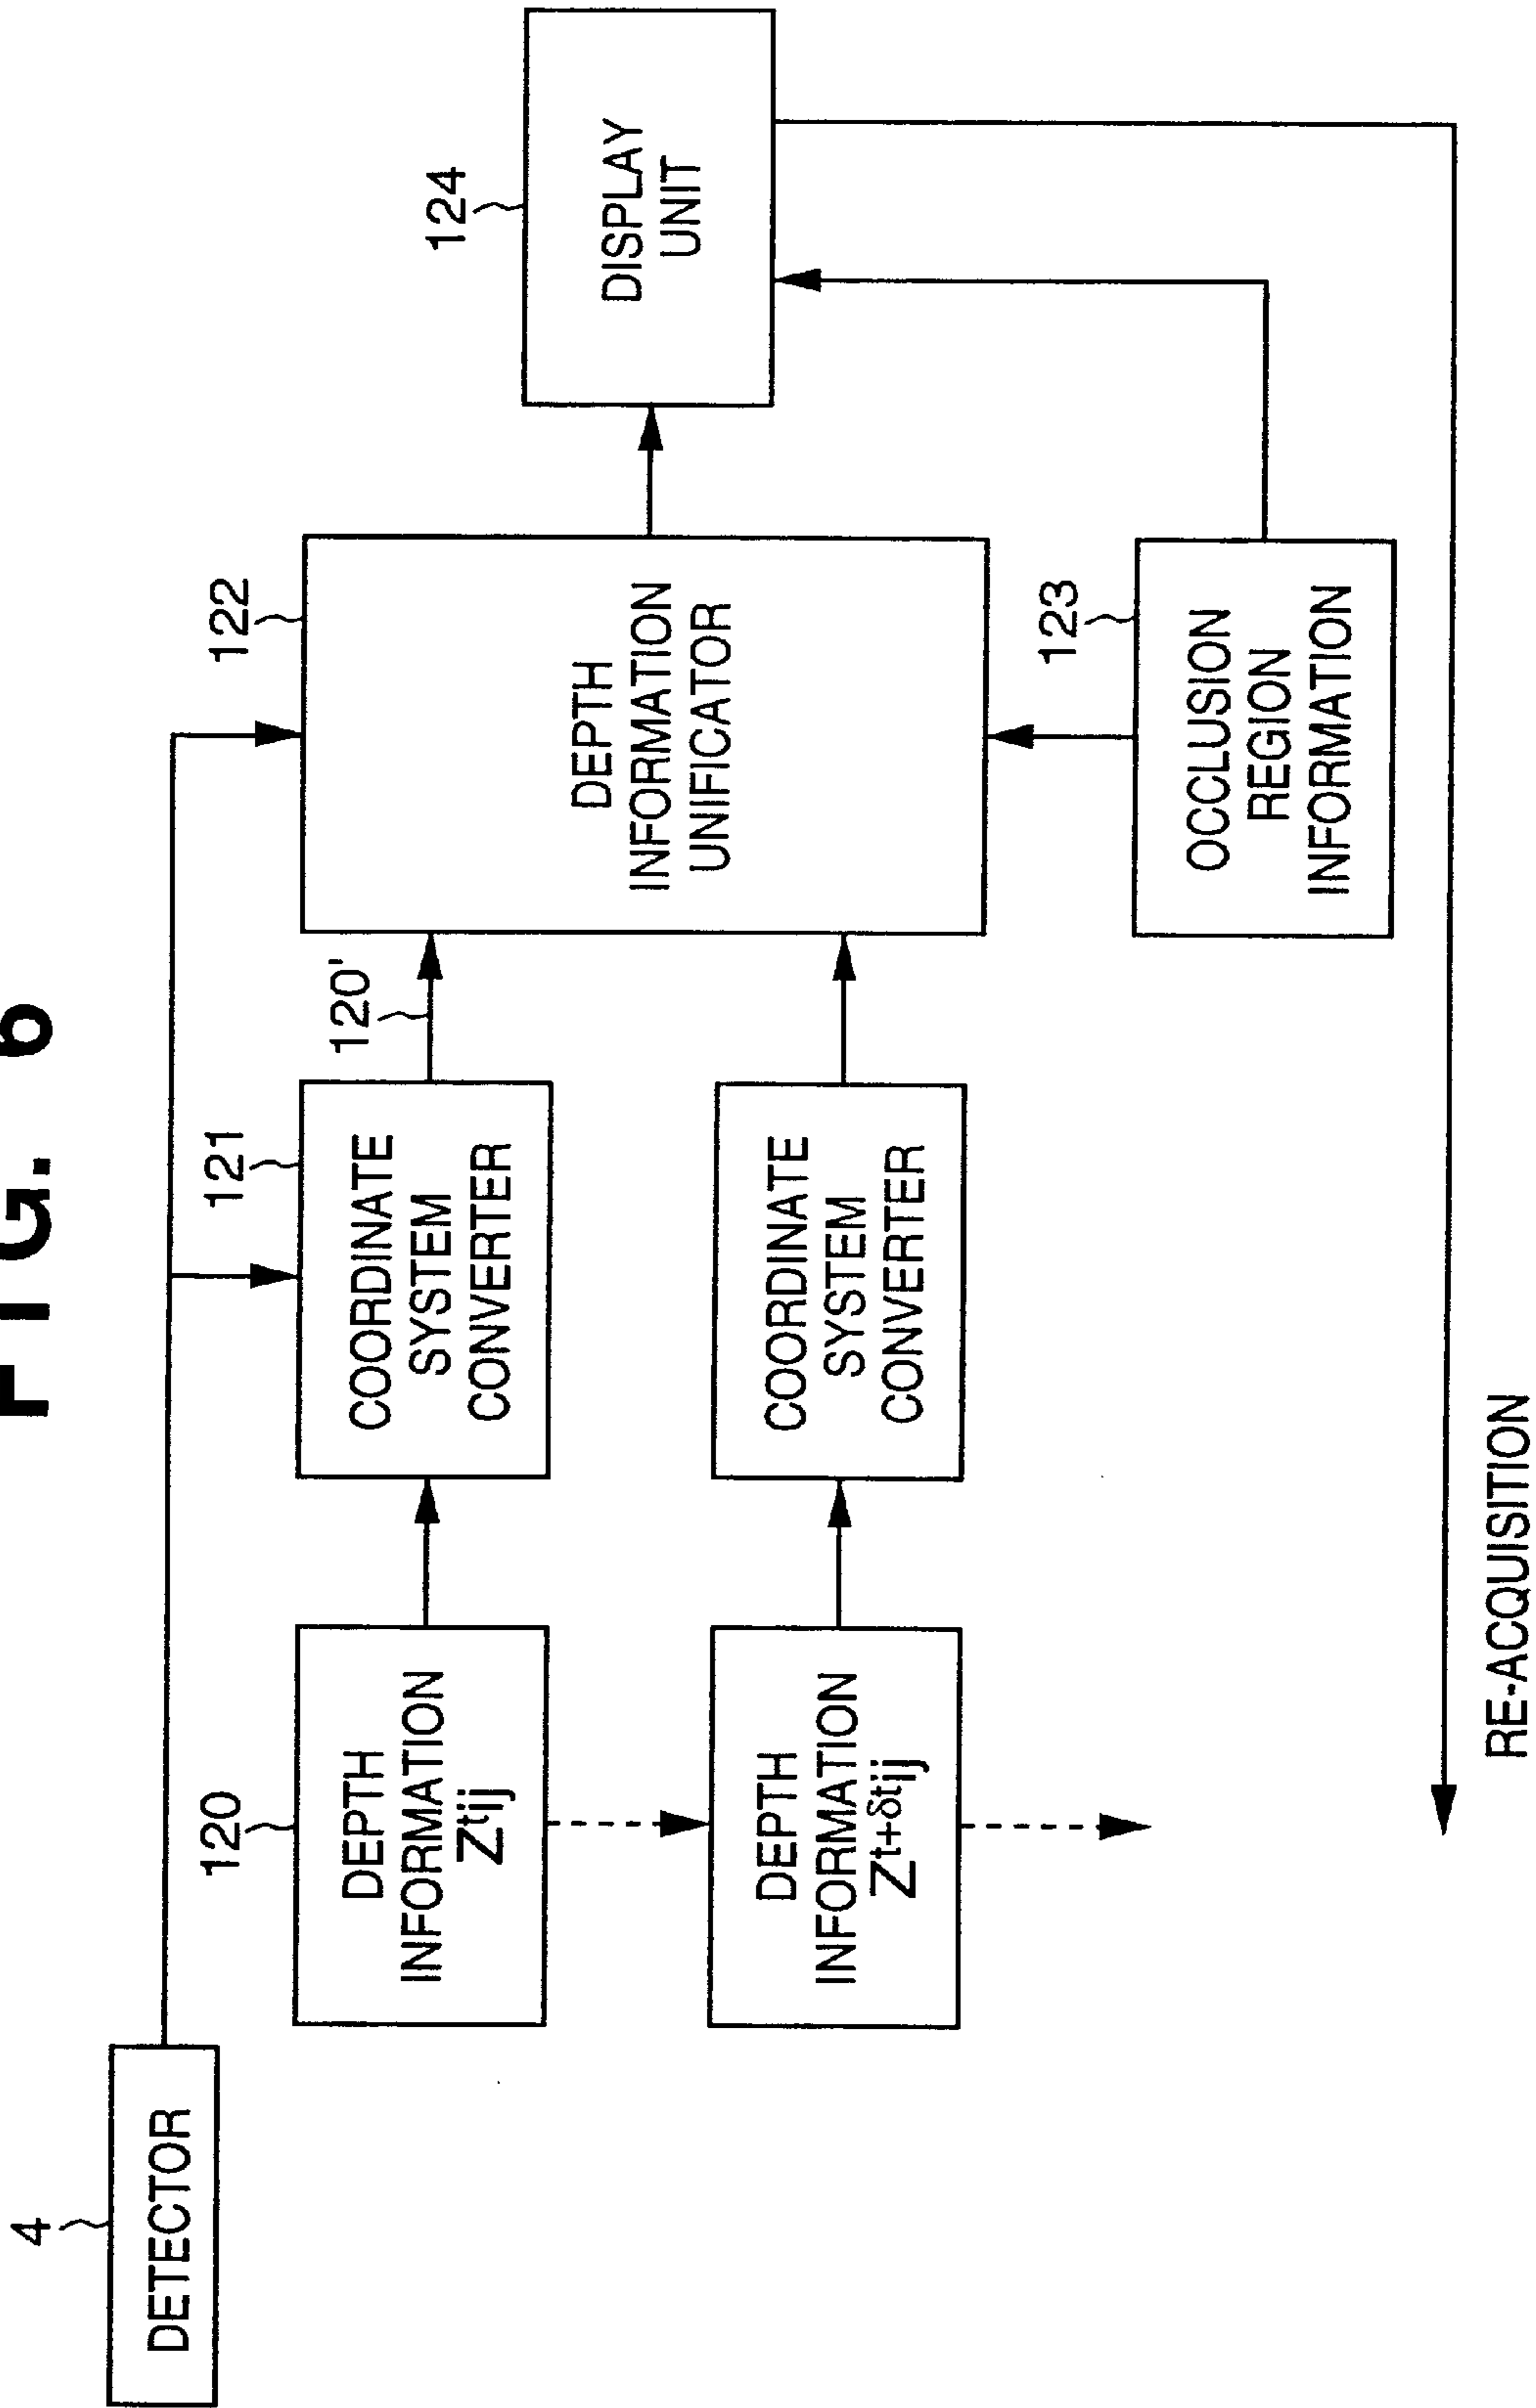 FIG. 6
4
DETECTOR
120
DEPTH
INFORMATION
Z^t ij
DEPTH
INFORMATION
Z^t+δt ij
121
COORDINATE
SYSTEM
CONVERTER
120'
COORDINATE
SYSTEM
CONVERTER
122
DEPTH
INFORMATION
UNIFICATOR
123
OCCLUSION
REGION
INFORMATION
124
DISPLAY
UNIT
RE-ACQUISITION